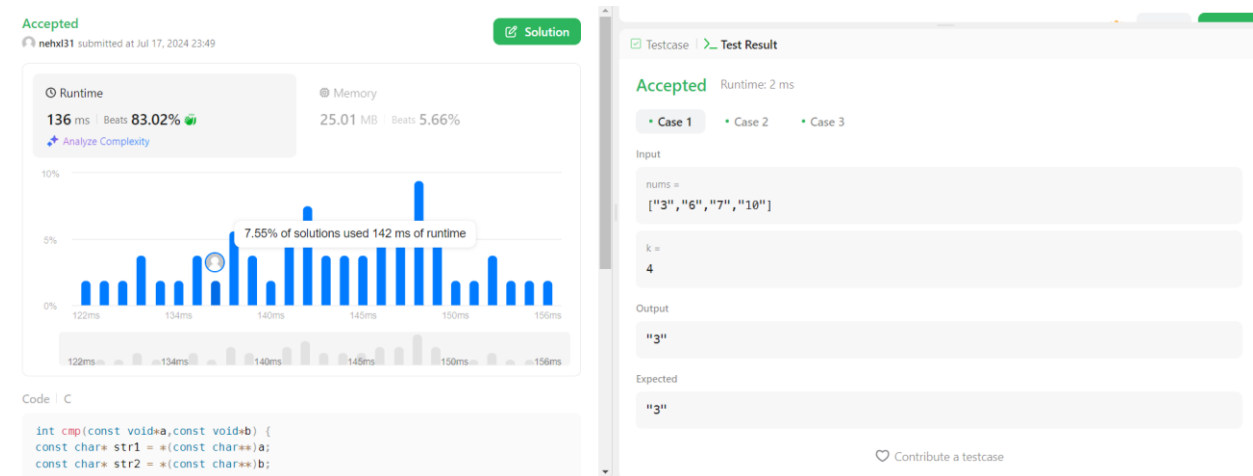 Accepted
nehxl31 submitted at Jul 17, 2024 23:49
Solution
Runtime
136 ms | Beats 83.02%
Analyze Complexity
Memory
25.01 MB | Beats 5.66%
10%
5%
0%
7.55% of solutions used 142 ms of runtime
122ms 134ms 140ms 145ms 150ms 156ms
122ms 134ms 140ms 145ms 150ms 156ms
Code | C
int cmp(const void*a,const void*b) {
const char* str1 = *(const char**)a;
const char* str2 = *(const char**)b;
Testcase | >_ Test Result
Accepted Runtime: 2 ms
• Case 1 • Case 2 • Case 3
Input
nums =
["3","6","7","10"]
k =
4
Output
"3"
Expected
"3"
Contribute a testcase